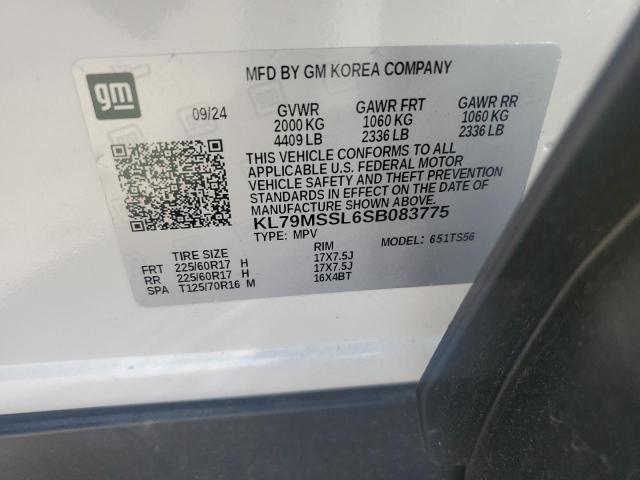 gm
MFD BY GM KOREA COMPANY
09/24 GVWR GAWR FRT GAWR RR
2000 KG 1060 KG 1060 KG
4409 LB 2336 LB 2336 LB
THIS VEHICLE CONFORMS TO ALL
APPLICABLE U.S. FEDERAL MOTOR
VEHICLE SAFETY AND THEFT PREVENTION
STANDARDS IN EFFECT ON THE DATE OF
MANUFACTURE SHOWN ABOVE.
KL79MSSL6SB083775
TYPE: MPV MODEL: 651TS56
TIRE SIZE RIM
FRT 225/60R17 H 17X7.5J
RR 225/60R17 H 17X7.5J
SPA T125/70R16 M 16X4BT